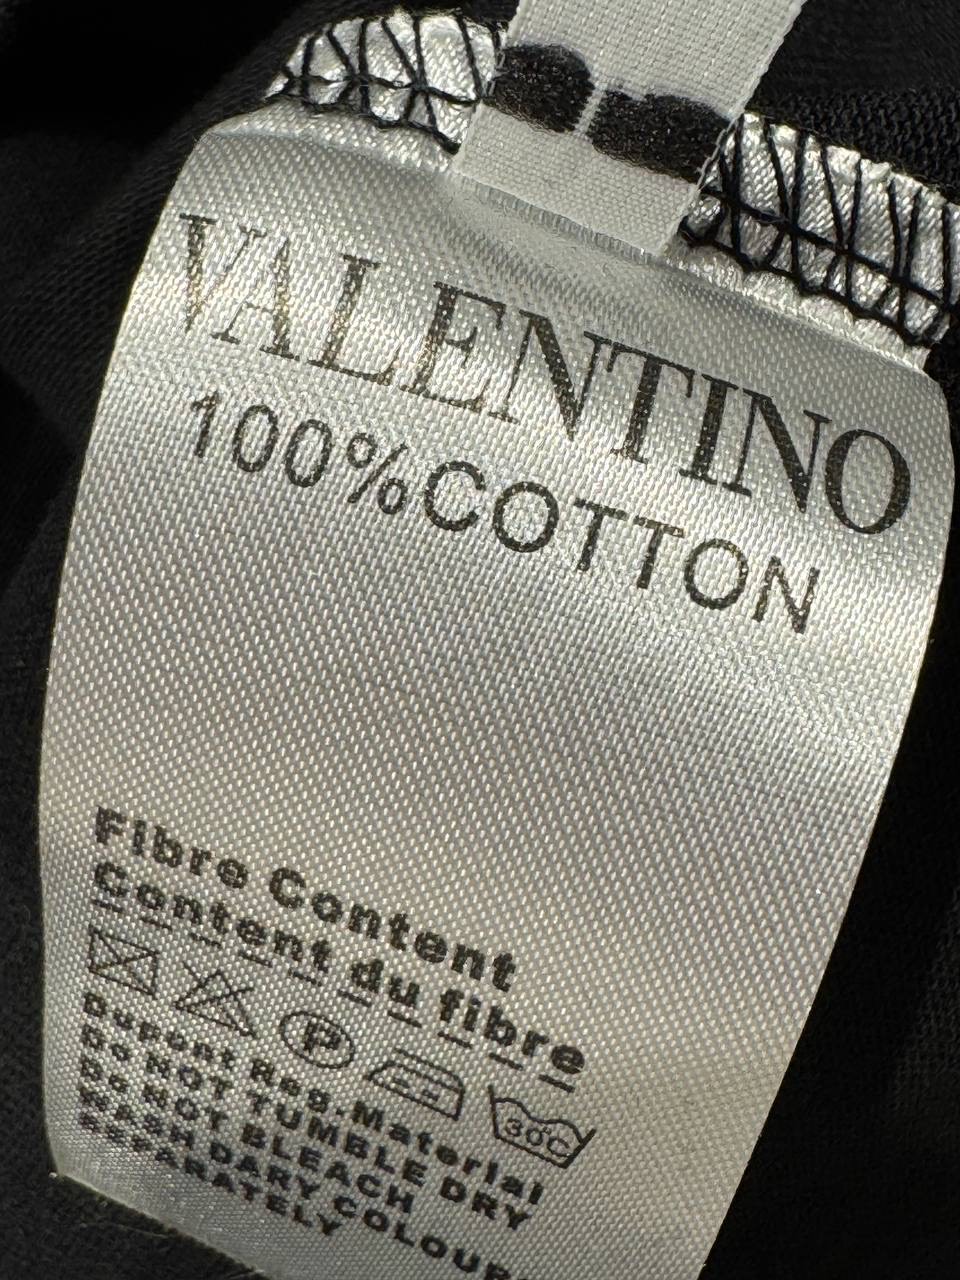 VALENTINO
100%COTTON
Fibre Content
Content du fibre
P
30°C
Dupont Reg.Material
Do NOT TUMBLE DRY
Do NOT BLEACH
WASH DARY COLOUR
SEPARATELY